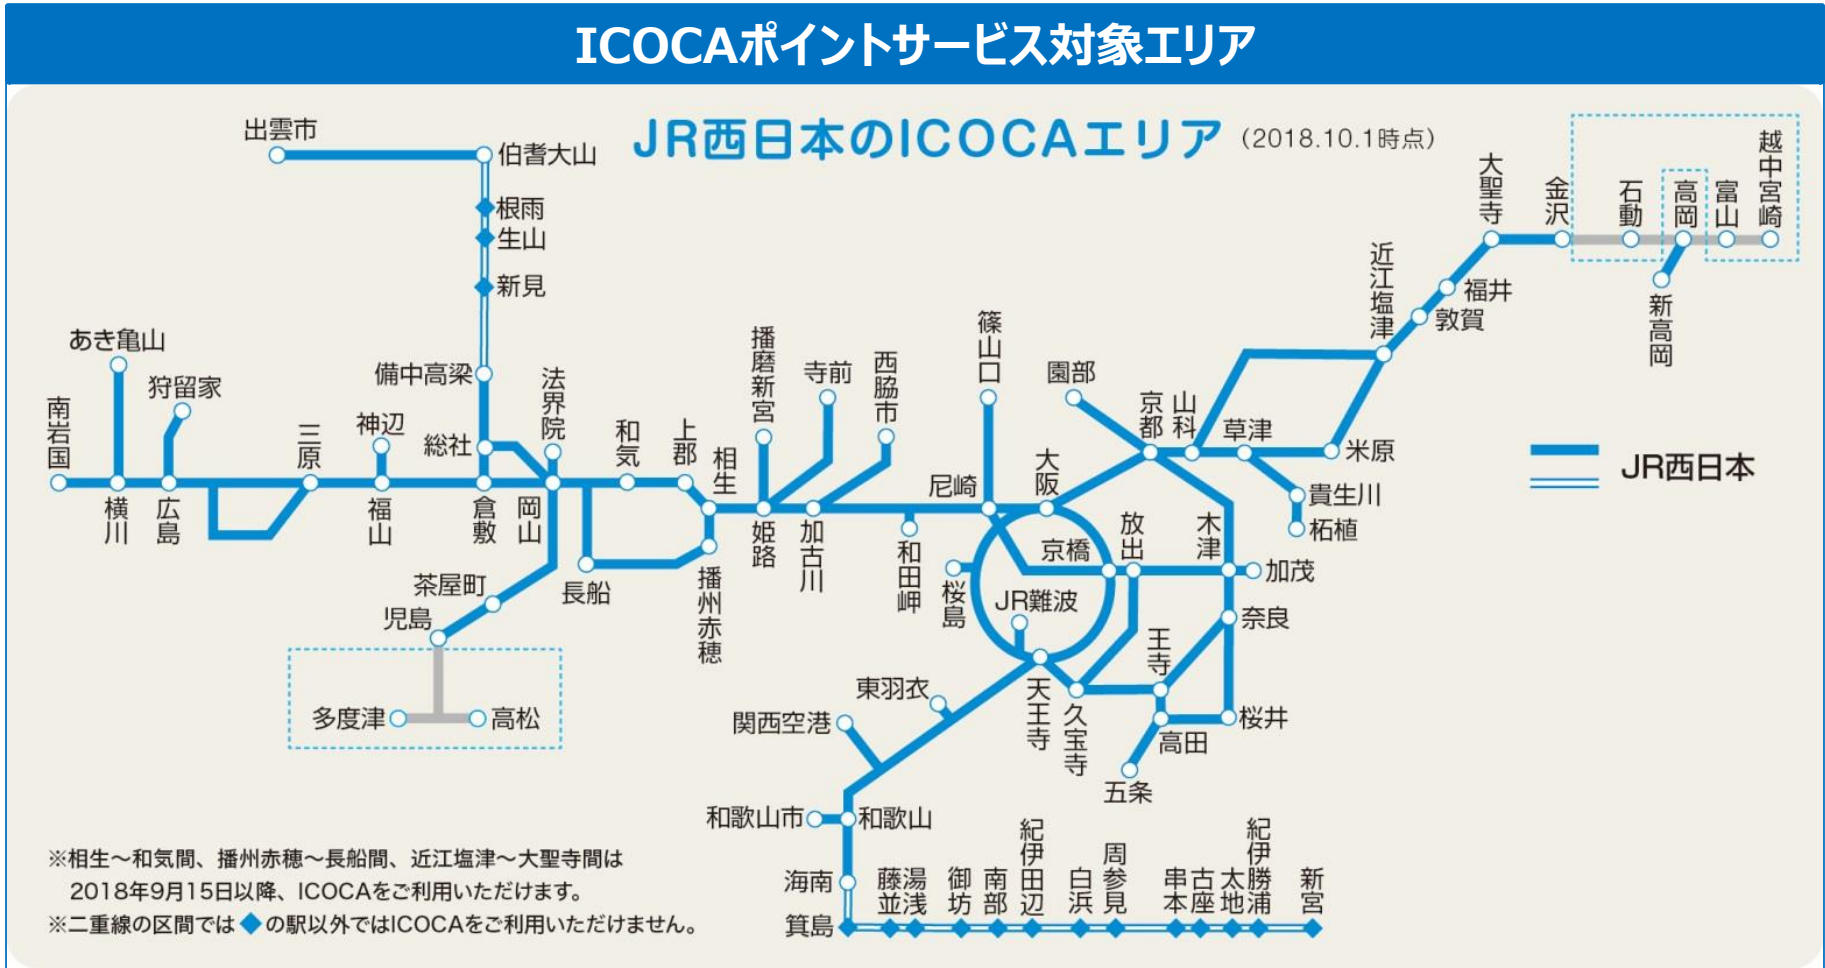 ICOCAポイントサービス対象エリア
JR西日本のICOCAエリア
(2018.10.1時点)
出雲市
伯耆大山
根雨
生山
新見
備中高梁
総社
あき亀山
狩留家
南岩国
横川
広島
三原
神辺
福山
倉敷
岡山
法界院
和気
上郡
相生
長船
播州赤穂
茶屋町
児島
多度津
高松
播磨新宮
寺前
西脇市
姫路
加古川
和田岬
尼崎
篠山口
大阪
園部
京都
山科
草津
米原
貴生川
柘植
近江塩津
敦賀
福井
大聖寺
金沢
石動
高岡
富山
越中宮崎
新高岡
JR西日本
桜島
京橋
放出
木津
加茂
JR難波
奈良
王寺
天王寺
久宝寺
高田
桜井
五条
東羽衣
関西空港
和歌山市
和歌山
海南
箕島
藤並
湯浅
御坊
南部
紀伊田辺
白浜
周参見
串本
古座
太地
紀伊勝浦
新宮
※相生～和気間、播州赤穂～長船間、近江塩津～大聖寺間は
2018年9月15日以降、ICOCAをご利用いただけます。
※二重線の区間では◆の駅以外ではICOCAをご利用いただけません。